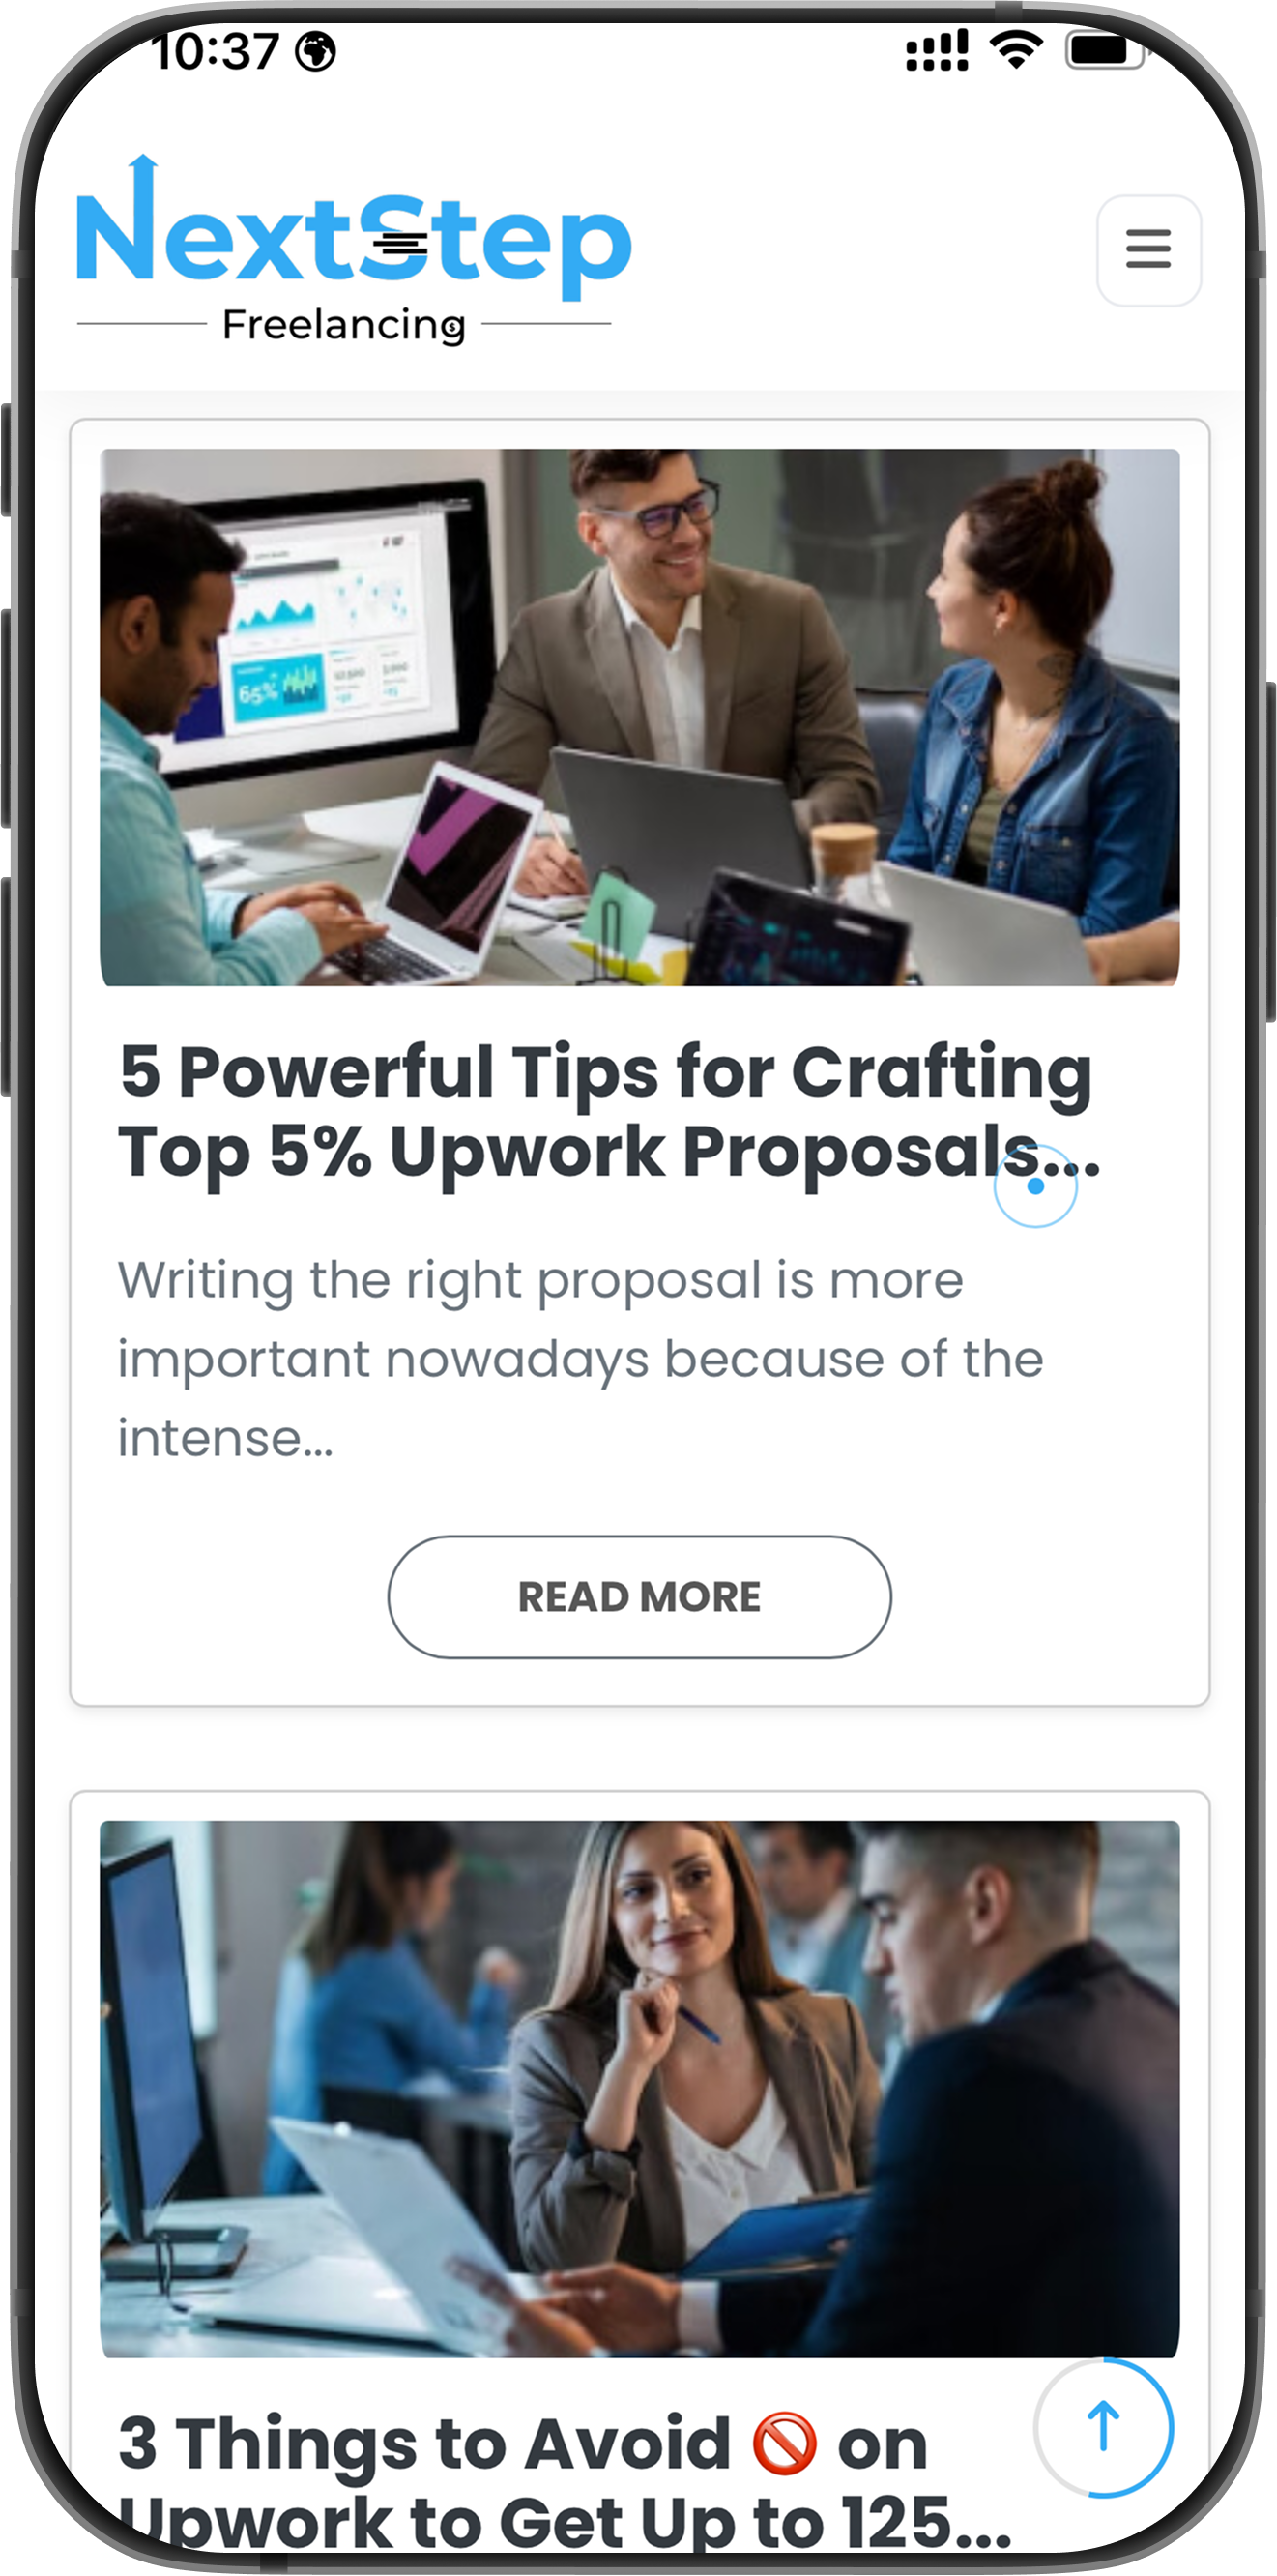 10:37
NextStep
Freelancing
65%
5 Powerful Tips for Crafting
Top 5% Upwork Proposals...
Writing the right proposal is more
important nowadays because of the
intense...
READ MORE
3 Things to Avoid 🚫 on
Upwork to Get Up to 125...